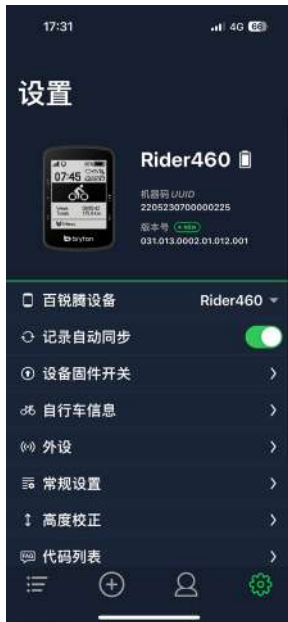 17:31
4G 66
设置
Rider460
机器码 UUID
2205230700000225
版本号 NEW
031.013.0002.01.012.001
07:45
bryton
百锐腾设备 Rider460
记录自动同步
设备固件开关
自行车信息
外设
常规设置
高度校正
FAQ 代码列表